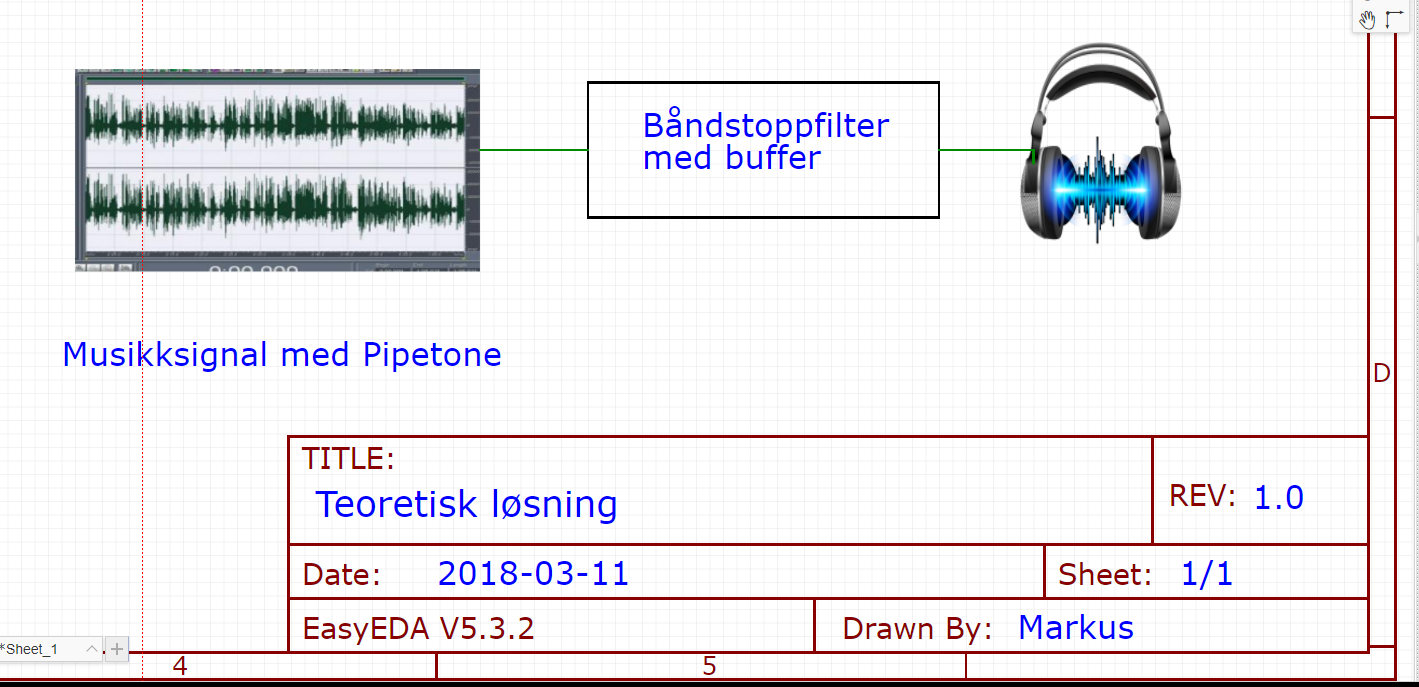 Båndstoppfilter
med buffer
Musikksignal med Pipetone
D
TITLE:
Teoretisk løsning
REV: 1.0
Date: 2018-03-11
Sheet: 1/1
EasyEDA V5.3.2
Drawn By: Markus
*Sheet_1
4
5